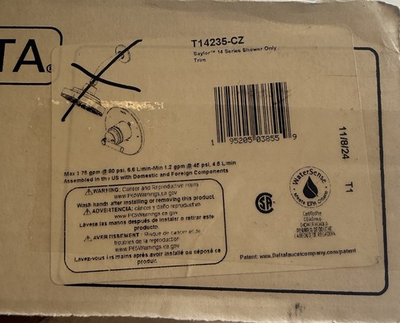 TA®
T14235-CZ
Saylor™ 14 Series Shower Only
Trim
1 95205 03855 9
11/8/24
T1
Max 1.75 gpm @ 80 psi, 6.6 L/min-Min 1.2 gpm @ 45 psi, 4.5 L/min
Assembled in the US with Domestic and Foreign Components
⚠WARNING: Cancer and Reproductive Harm
www.P65Warnings.ca.gov
Wash hands after installing or removing this product.
⚠ADVERTENCIA: cáncer y daño reproductivo
www.P65Warnings.ca.gov
Lávese las manos después de instalar o retirar este
producto.
⚠AVERTISSEMENT: Risque de cancer et
troubles de la reproduction
www.P65Warnings.ca.gov
Lavez-vous les mains après avoir installé ou déposé ce
produit.
WaterSense
Meets EPA Criteria
Patent: www.Deltafaucetcompany.com/patent